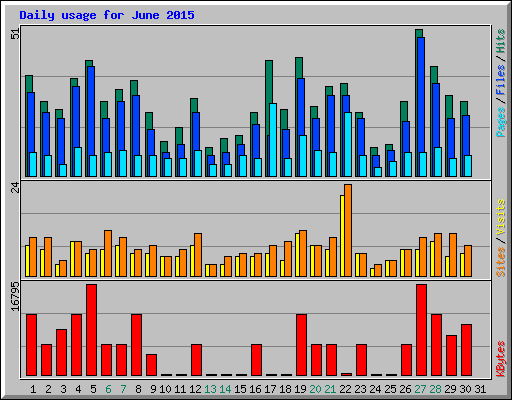 Daily usage for June 2015
51
Pages / Files / Hits
24
Sites / Visits
16795
KBytes
1 2 3 4 5 6 7 8 9 10 11 12 13 14 15 16 17 18 19 20 21 22 23 24 25 26 27 28 29 30 31